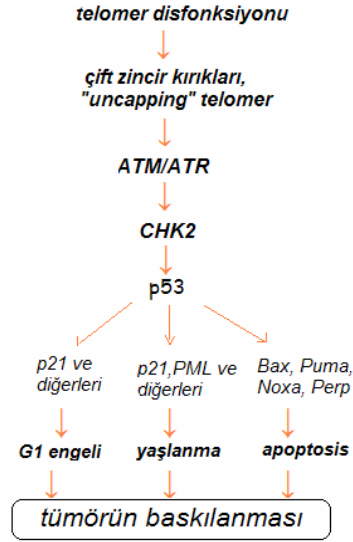 telomer disfonksiyonu
çift zincir kırıkları,
"uncapping" telomer
ATM/ATR
CHK2
p53
p21 ve
diğerleri
p21,PML ve
diğerleri
Bax, Puma,
Noxa, Perp
G1 engeli
yaşlanma
apoptosis
tümörün baskılanması